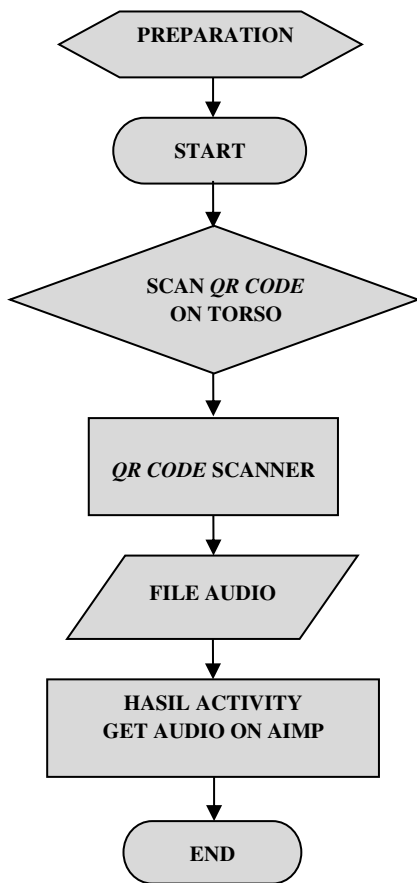 PREPARATION
START
SCAN QR CODE
ON TORSO
QR CODE SCANNER
FILE AUDIO
HASIL ACTIVITY
GET AUDIO ON AIMP
END